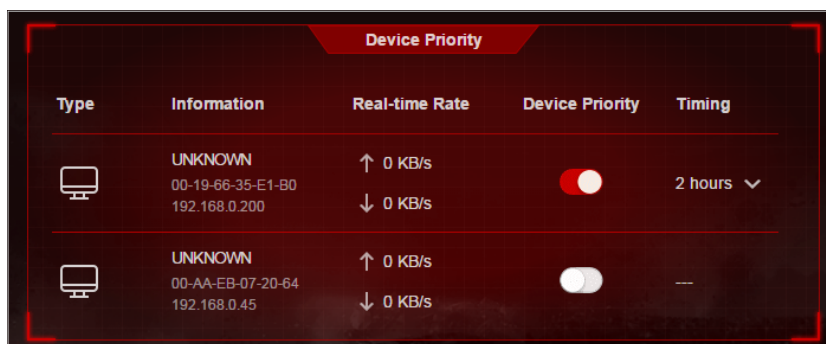 Device Priority
Type Information Real-time Rate Device Priority Timing
UNKNOWN
00-19-66-35-E1-B0
192.168.0.200
↑ 0 KB/s
↓ 0 KB/s
2 hours
UNKNOWN
00-AA-EB-07-20-64
192.168.0.45
↑ 0 KB/s
↓ 0 KB/s
---